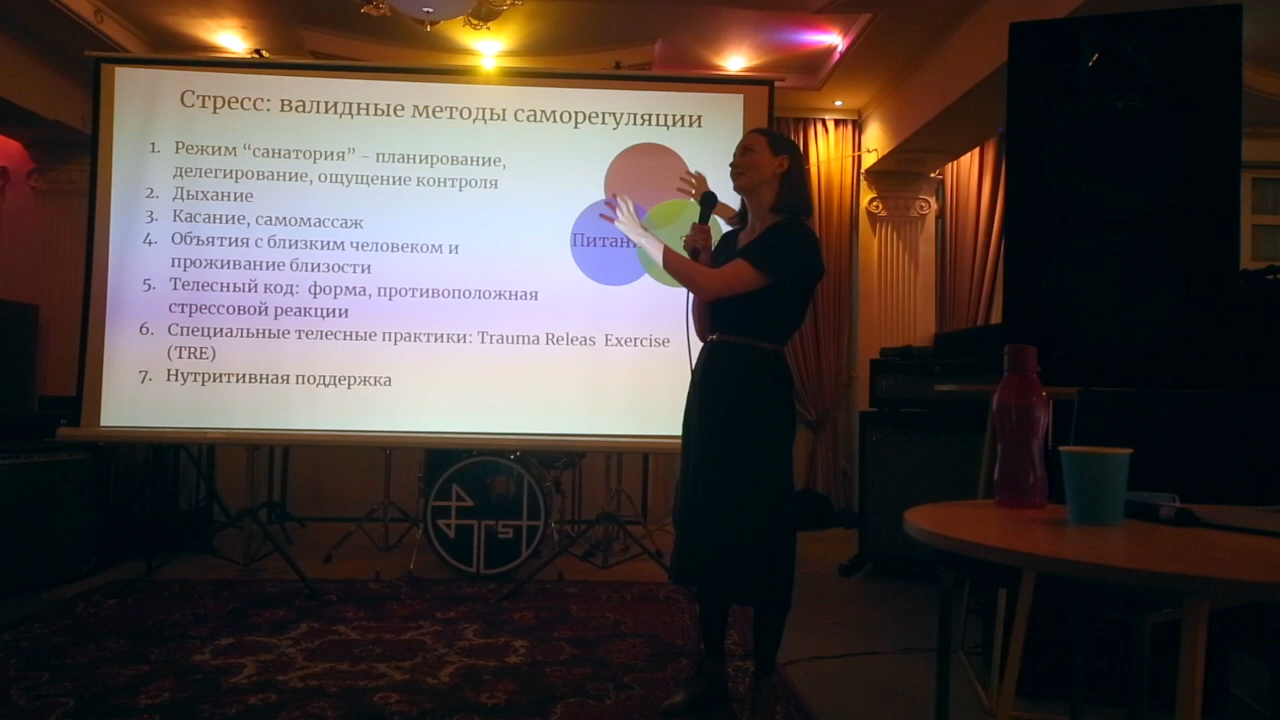 Стресс: валидные методы саморегуляции
1. Режим “санатория” - планирование,
делегирование, ощущение контроля
2. Дыхание
3. Касание, самомассаж
4. Объятия с близким человеком и
проживание близости
5. Телесный код: форма, противоположная
стрессовой реакции
6. Специальные телесные практики: Trauma Releas Exercise
(TRE)
7. Нутритивная поддержка